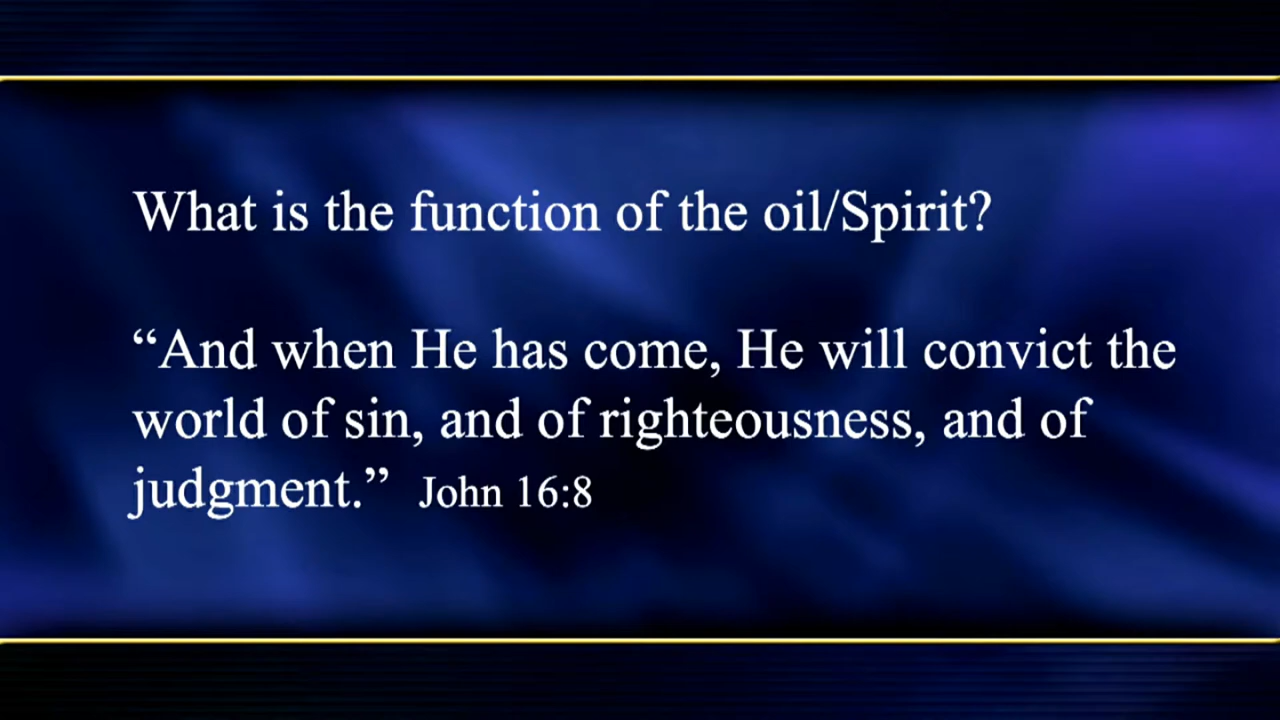 What is the function of the oil/Spirit?
“And when He has come, He will convict the
world of sin, and of righteousness, and of
judgment.” John 16:8